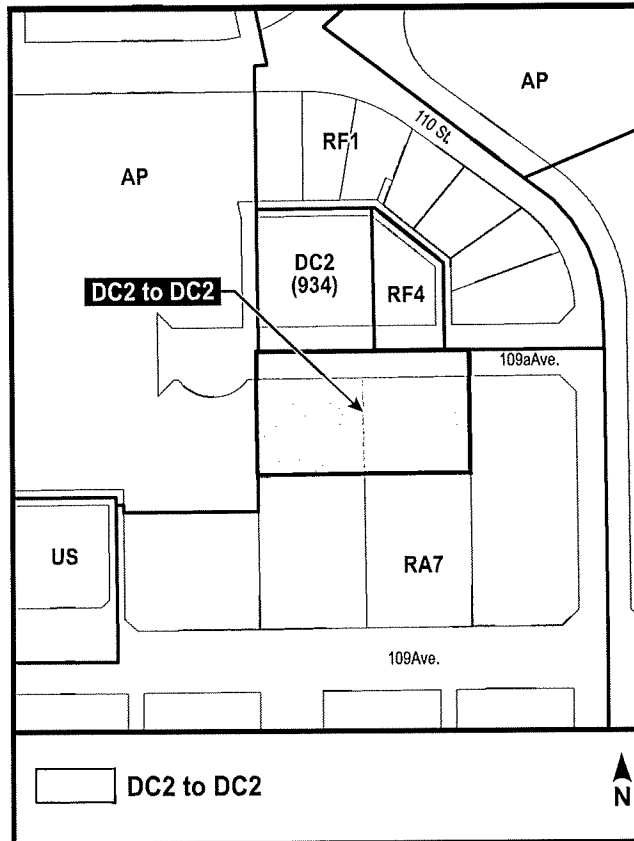 AP
110 St.
RF1
AP
DC2
(934)
RF4
DC2 to DC2
109aAve.
US
RA7
109Ave.
DC2 to DC2
N